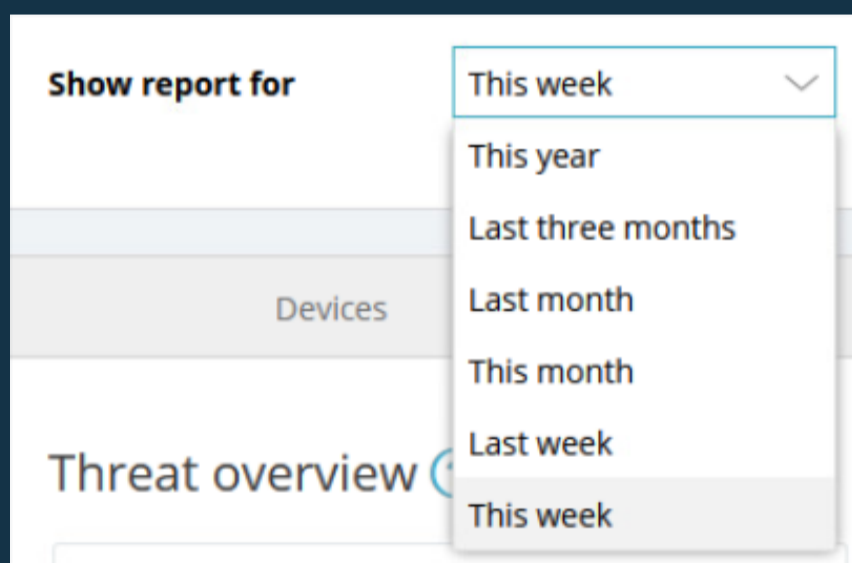 Show report for
This week
This year
Last three months
Last month
This month
Last week
This week
Devices
Threat overview